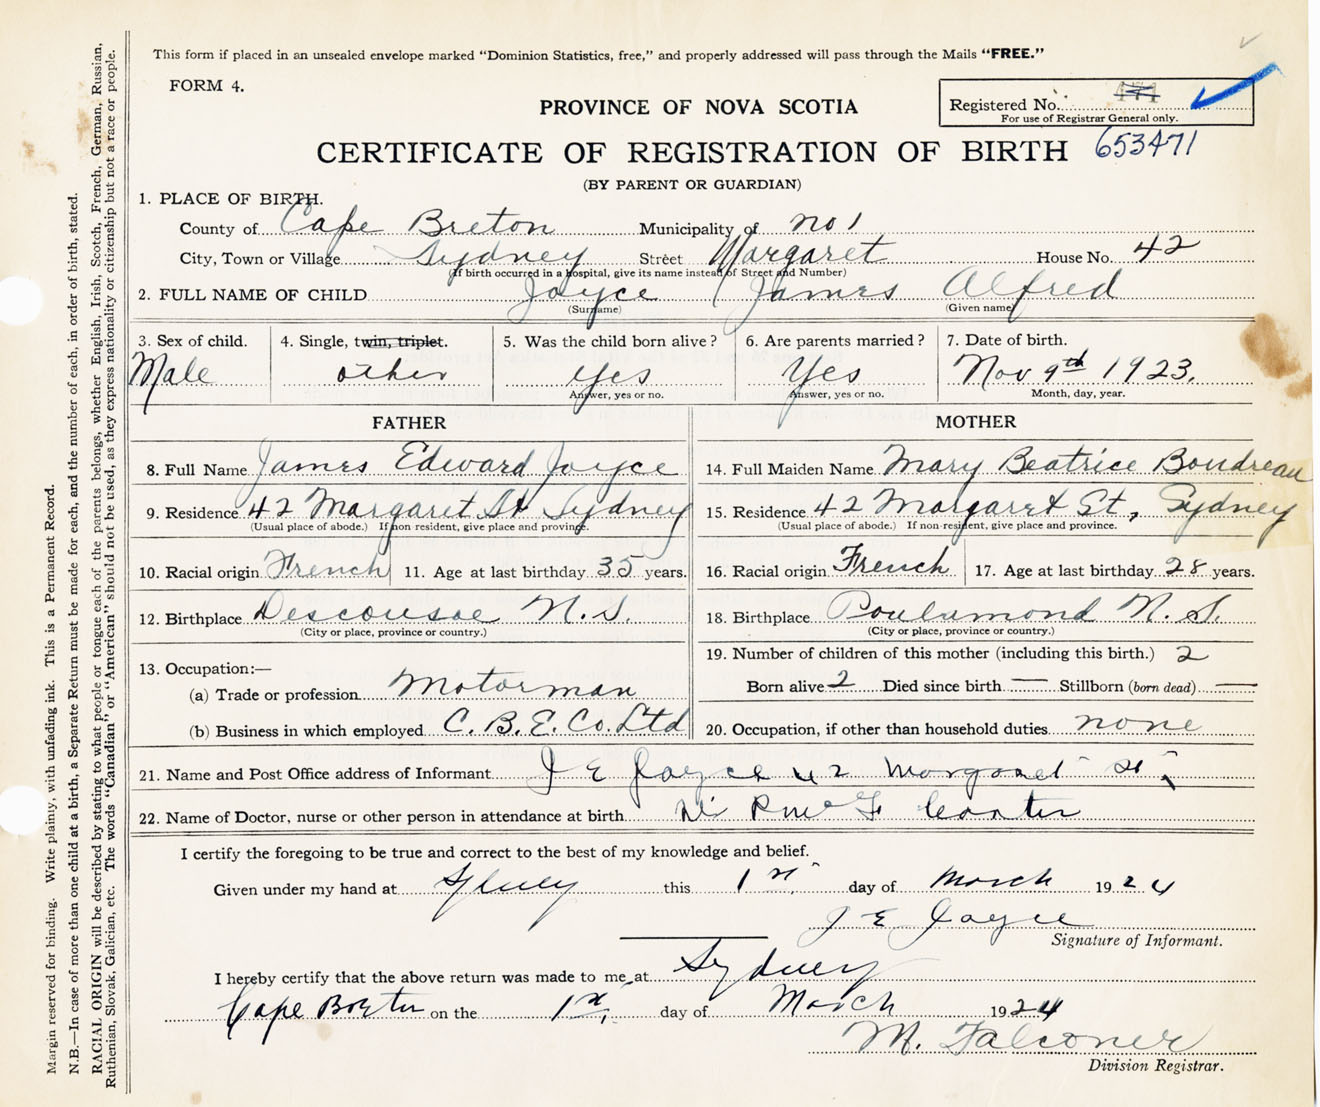 This form if placed in an unsealed envelope marked “Dominion Statistics, free,” and properly addressed will pass through the Mails “FREE.”
FORM 4.
PROVINCE OF NOVA SCOTIA
Registered No. 471
For use of Registrar General only.
CERTIFICATE OF REGISTRATION OF BIRTH 653471
(BY PARENT OR GUARDIAN)
1. PLACE OF BIRTH.
County of Cape Breton Municipality of no 1
City, Town or Village Sydney Street Margaret House No. 42
(If birth occurred in a hospital, give its name instead of Street and Number)
2. FULL NAME OF CHILD Joyce James Alfred
(Surname) (Given name)
3. Sex of child. 4. Single, twin, triplet. 5. Was the child born alive? 6. Are parents married? 7. Date of birth.
Male other yes Yes Nov 9th 1923.
Answer, yes or no. Answer, yes or no. Month, day, year.
FATHER MOTHER
8. Full Name James Edward Joyce 14. Full Maiden Name Mary Beatrice Boudreau
9. Residence 42 Margaret St Sydney 15. Residence 42 Margaret St, Sydney
(Usual place of abode.) If non resident, give place and province. (Usual place of abode.) If non-resident, give place and province.
10. Racial origin French 11. Age at last birthday 35 years. 16. Racial origin French 17. Age at last birthday 28 years.
12. Birthplace Descousse N.S. 18. Birthplace Poulamond N.S.
(City or place, province or country.) (City or place, province or country.)
13. Occupation:— 19. Number of children of this mother (including this birth.) 2
(a) Trade or profession Motorman Born alive 2 Died since birth — Stillborn (born dead) —
(b) Business in which employed C.B.E.Co.Ltd 20. Occupation, if other than household duties none
21. Name and Post Office address of Informant J E Joyce 42 Margaret St,
22. Name of Doctor, nurse or other person in attendance at birth
I certify the foregoing to be true and correct to the best of my knowledge and belief.
Given under my hand at Sydney this 1st day of March 1924
J E Joyce
Signature of Informant.
I hereby certify that the above return was made to me at Sydney
Cape Breton on the 1st, day of March 1924
M. Falconer
Division Registrar.
Margin reserved for binding. Write plainly, with unfading ink. This is a Permanent Record.
N.B.—In case of more than one child at a birth, a Separate Return must be made for each, and the number of each, in order of birth, stated.
RACIAL ORIGIN will be described by stating to what people or tongue each of the parents belongs, whether English, Irish, Scotch, French, German, Russian,
Ruthenian, Slovak, Galician, etc. The words “Canadian” or “American” should not be used, as they express nationality or citizenship but not a race or people.